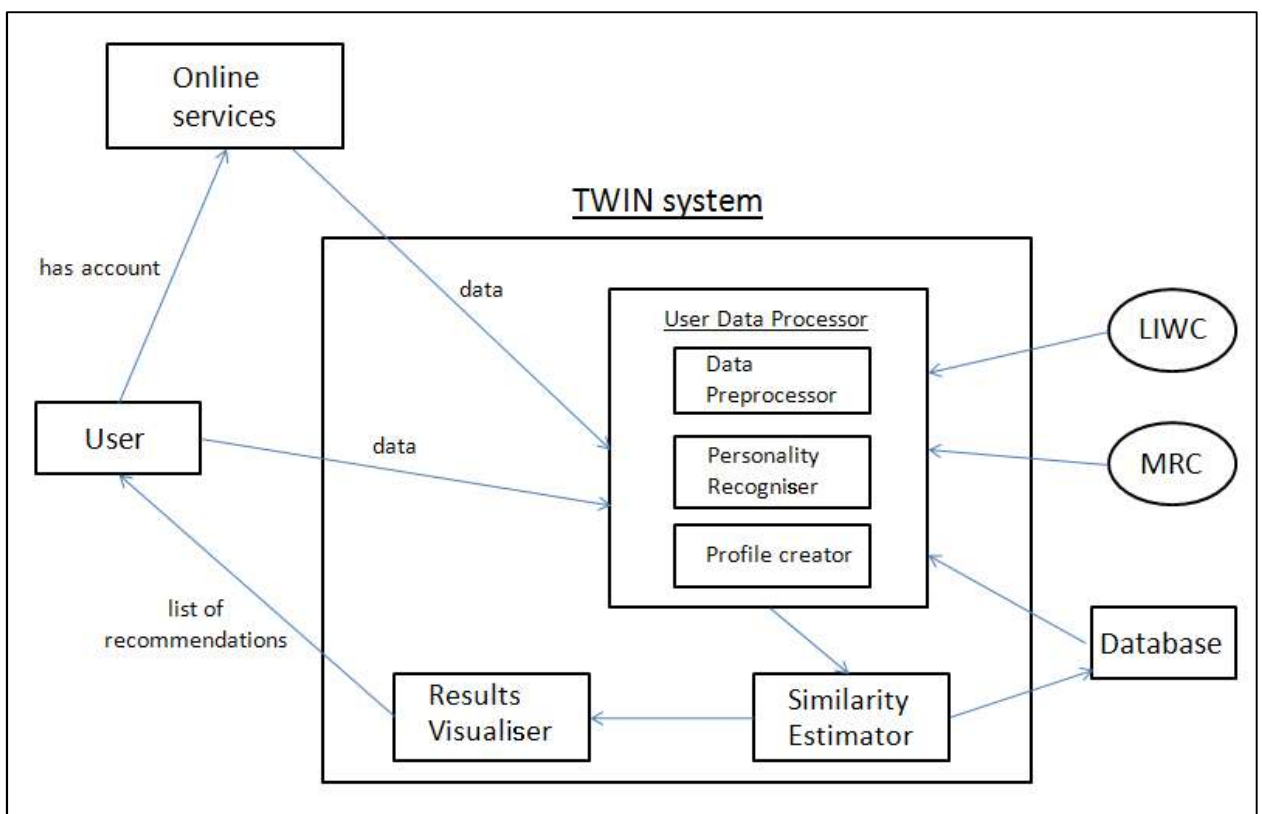 Online
services
TWIN system
has account
data
User Data Processor
LIWC
Data
Preprocessor
User
data
Personality
Recogniser
MRC
Profile creator
list of
recommendations
Database
Results
Visualiser
Similarity
Estimator